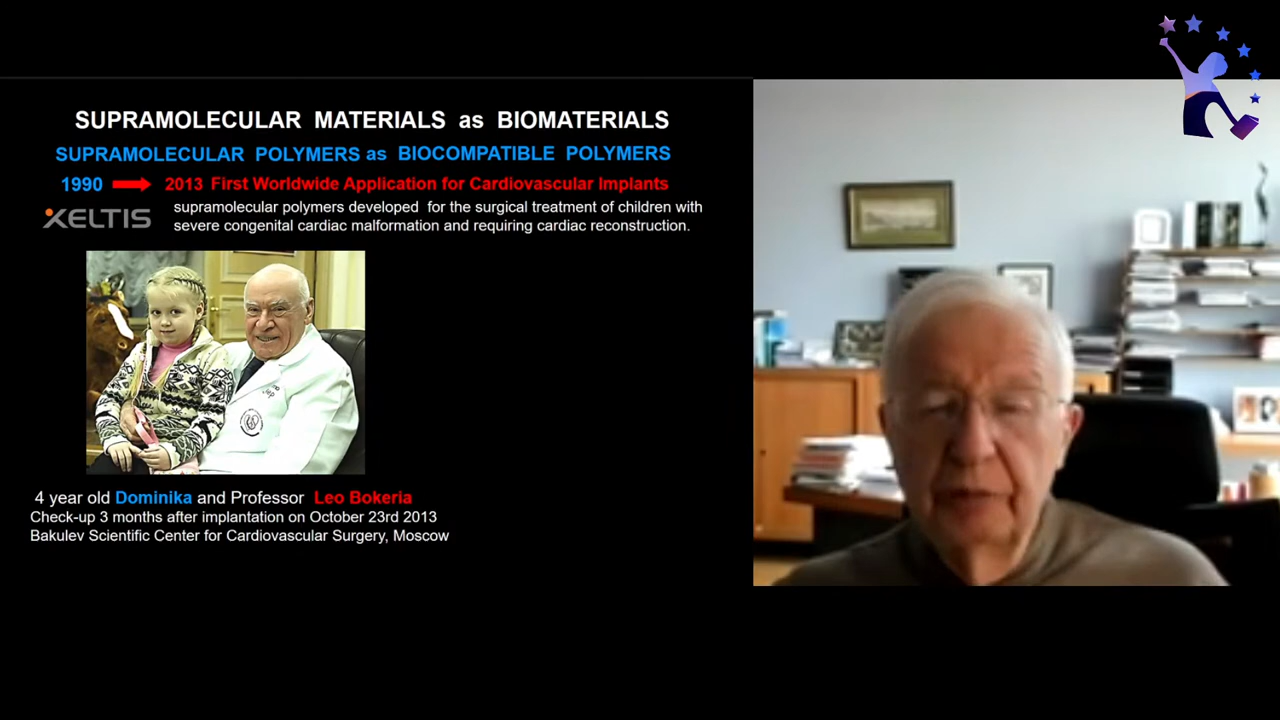 SUPRAMOLECULAR MATERIALS as BIOMATERIALS
SUPRAMOLECULAR POLYMERS as BIOCOMPATIBLE POLYMERS
1990 2013 First Worldwide Application for Cardiovascular Implants
XELTIS
supramolecular polymers developed for the surgical treatment of children with
severe congenital cardiac malformation and requiring cardiac reconstruction.
4 year old Dominika and Professor Leo Bokeria
Check-up 3 months after implantation on October 23rd 2013
Bakulev Scientific Center for Cardiovascular Surgery, Moscow